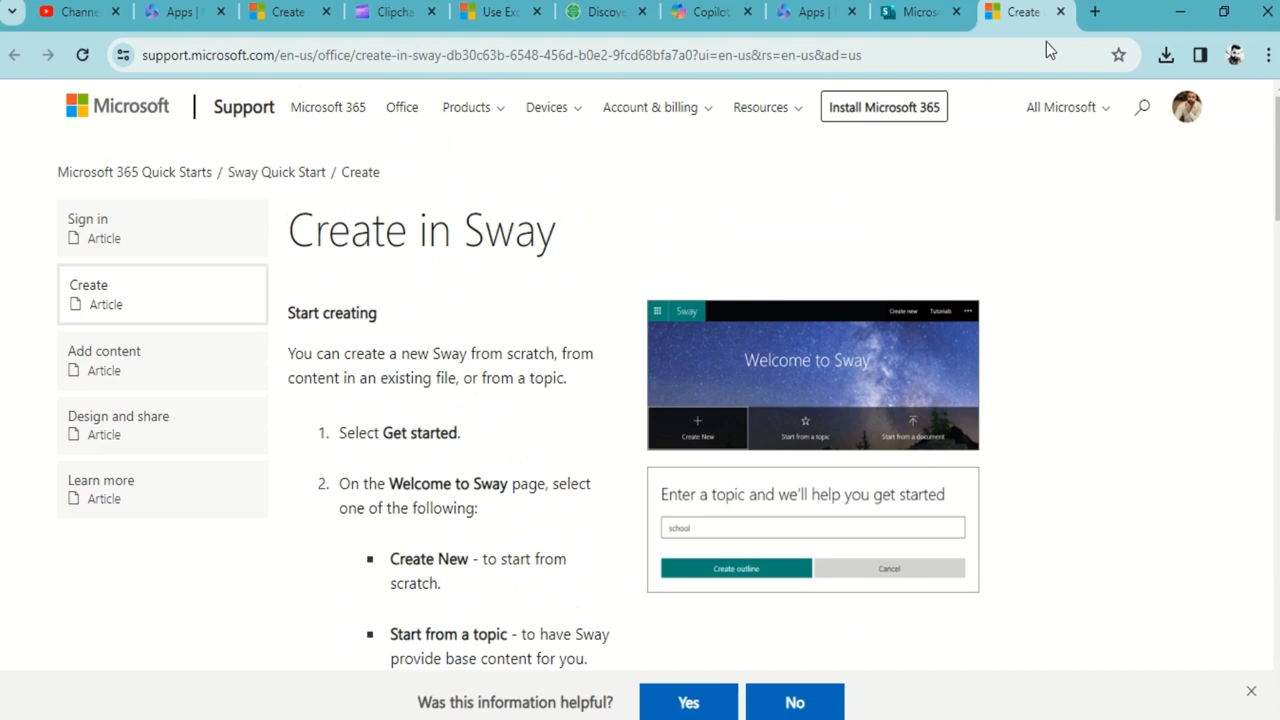 Channe
Apps |
Create
Clipcha
Use Exc
Discov
Copilot
Apps |
Micros
Create
support.microsoft.com/en-us/office/create-in-sway-db30c63b-6548-456d-b0e2-9fcd68bfa7a0?ui=en-us&rs=en-us&ad=us
Microsoft
Support
Microsoft 365
Office
Products
Devices
Account & billing
Resources
Install Microsoft 365
All Microsoft
Microsoft 365 Quick Starts / Sway Quick Start / Create
Sign in
Article
Create
Article
Add content
Article
Design and share
Article
Learn more
Article
Create in Sway
Start creating
You can create a new Sway from scratch, from
content in an existing file, or from a topic.
1. Select Get started.
2. On the Welcome to Sway page, select
one of the following:
▪ Create New - to start from
scratch.
▪ Start from a topic - to have Sway
provide base content for you.
Sway
Create new
Tutorials
Welcome to Sway
Create New
Start from a topic
Start from a document
Enter a topic and we'll help you get started
school
Create outline
Cancel
Was this information helpful?
Yes
No